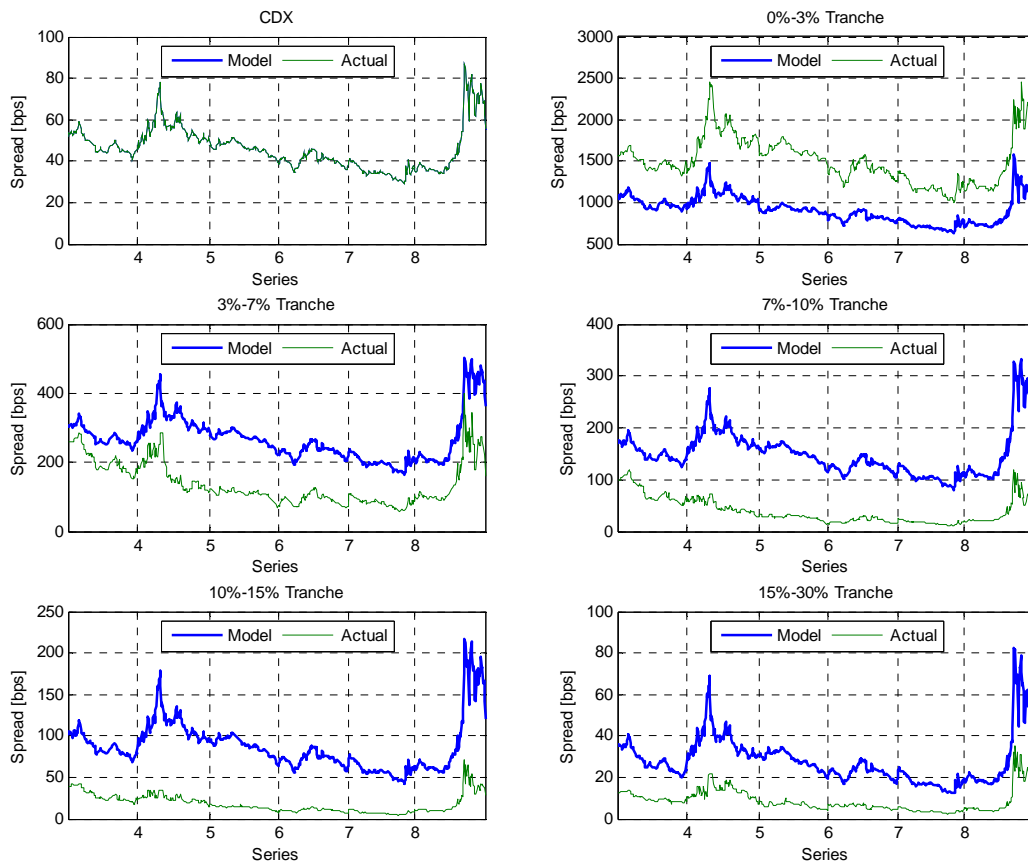 CDX
0%-3% Tranche
100
80
60
40
20
0
Spread [bps]
Model Actual
4 5 6 7 8
Series
3000
2500
2000
1500
1000
500
Spread [bps]
Model Actual
4 5 6 7 8
Series
3%-7% Tranche
7%-10% Tranche
600
400
200
0
Spread [bps]
Model Actual
4 5 6 7 8
Series
400
300
200
100
0
Spread [bps]
Model Actual
4 5 6 7 8
Series
10%-15% Tranche
15%-30% Tranche
250
200
150
100
50
0
Spread [bps]
Model Actual
4 5 6 7 8
Series
100
80
60
40
20
0
Spread [bps]
Model Actual
4 5 6 7 8
Series